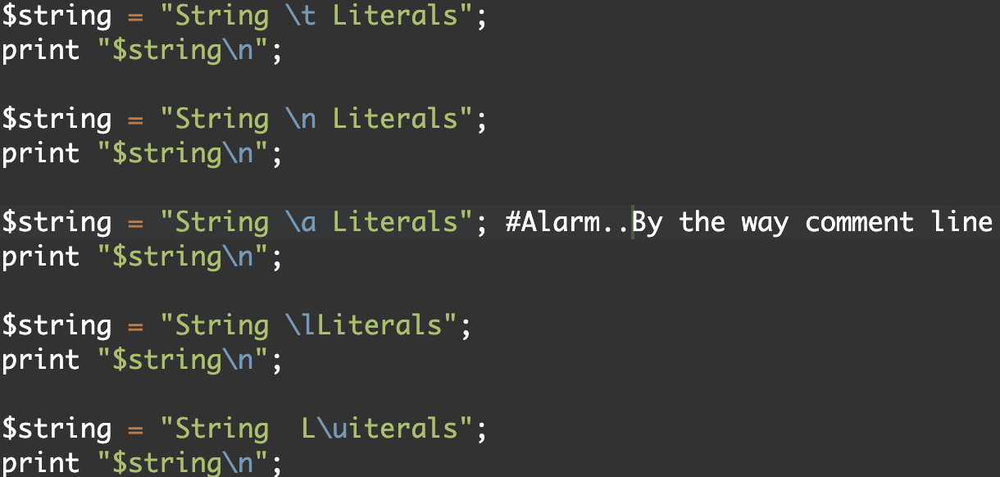 $string = "String \t Literals";
print "$string\n";
$string = "String \n Literals";
print "$string\n";
$string = "String \a Literals"; #Alarm..By the way comment line
print "$string\n";
$string = "String \lLiterals";
print "$string\n";
$string = "String  L\uiterals";
print "$string\n";